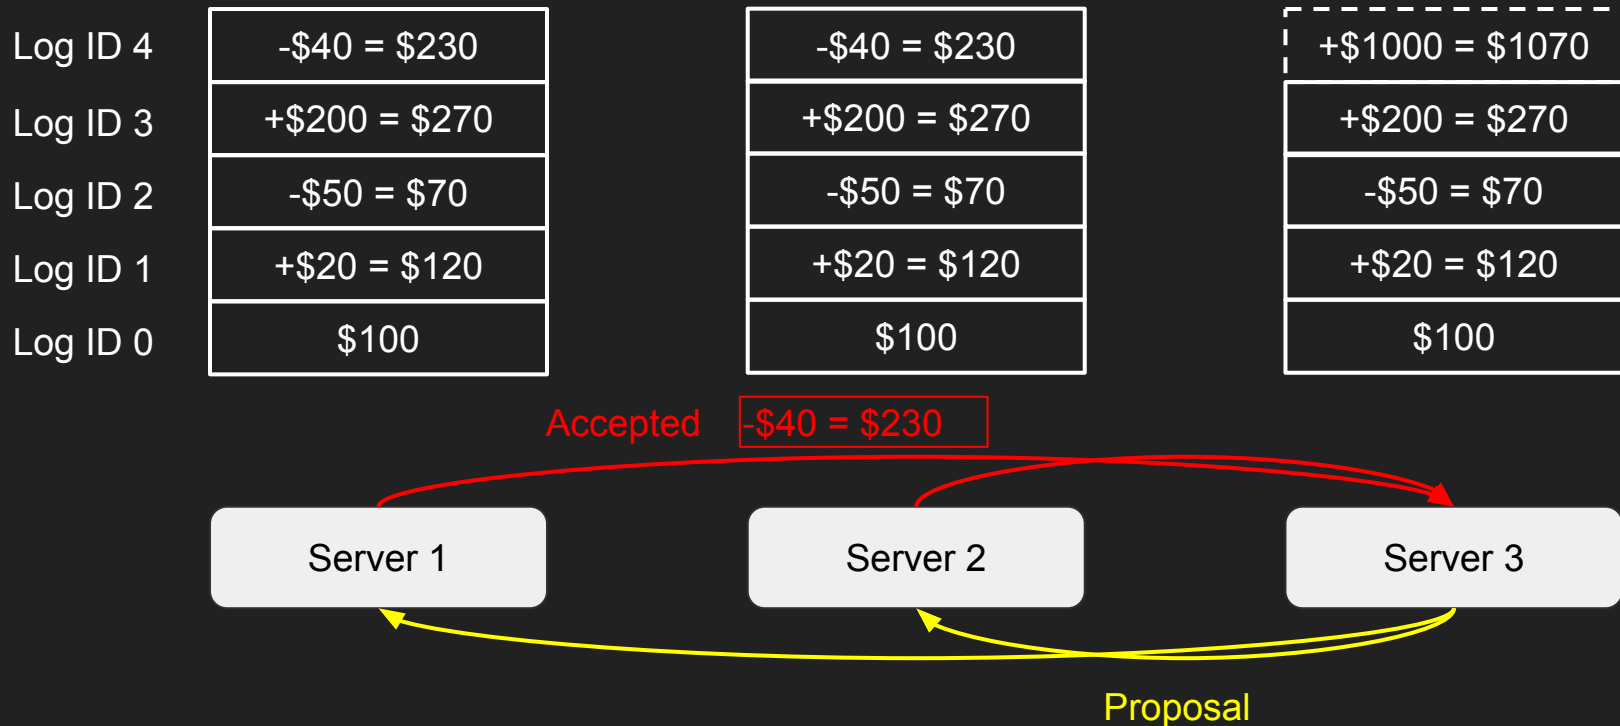 Log ID 4 -$40 = $230 -$40 = $230 +$1000 = $1070
Log ID 3 +$200 = $270 +$200 = $270 +$200 = $270
Log ID 2 -$50 = $70 -$50 = $70 -$50 = $70
Log ID 1 +$20 = $120 +$20 = $120 +$20 = $120
Log ID 0 $100 $100 $100
Accepted -$40 = $230
Server 1 Server 2 Server 3
Proposal